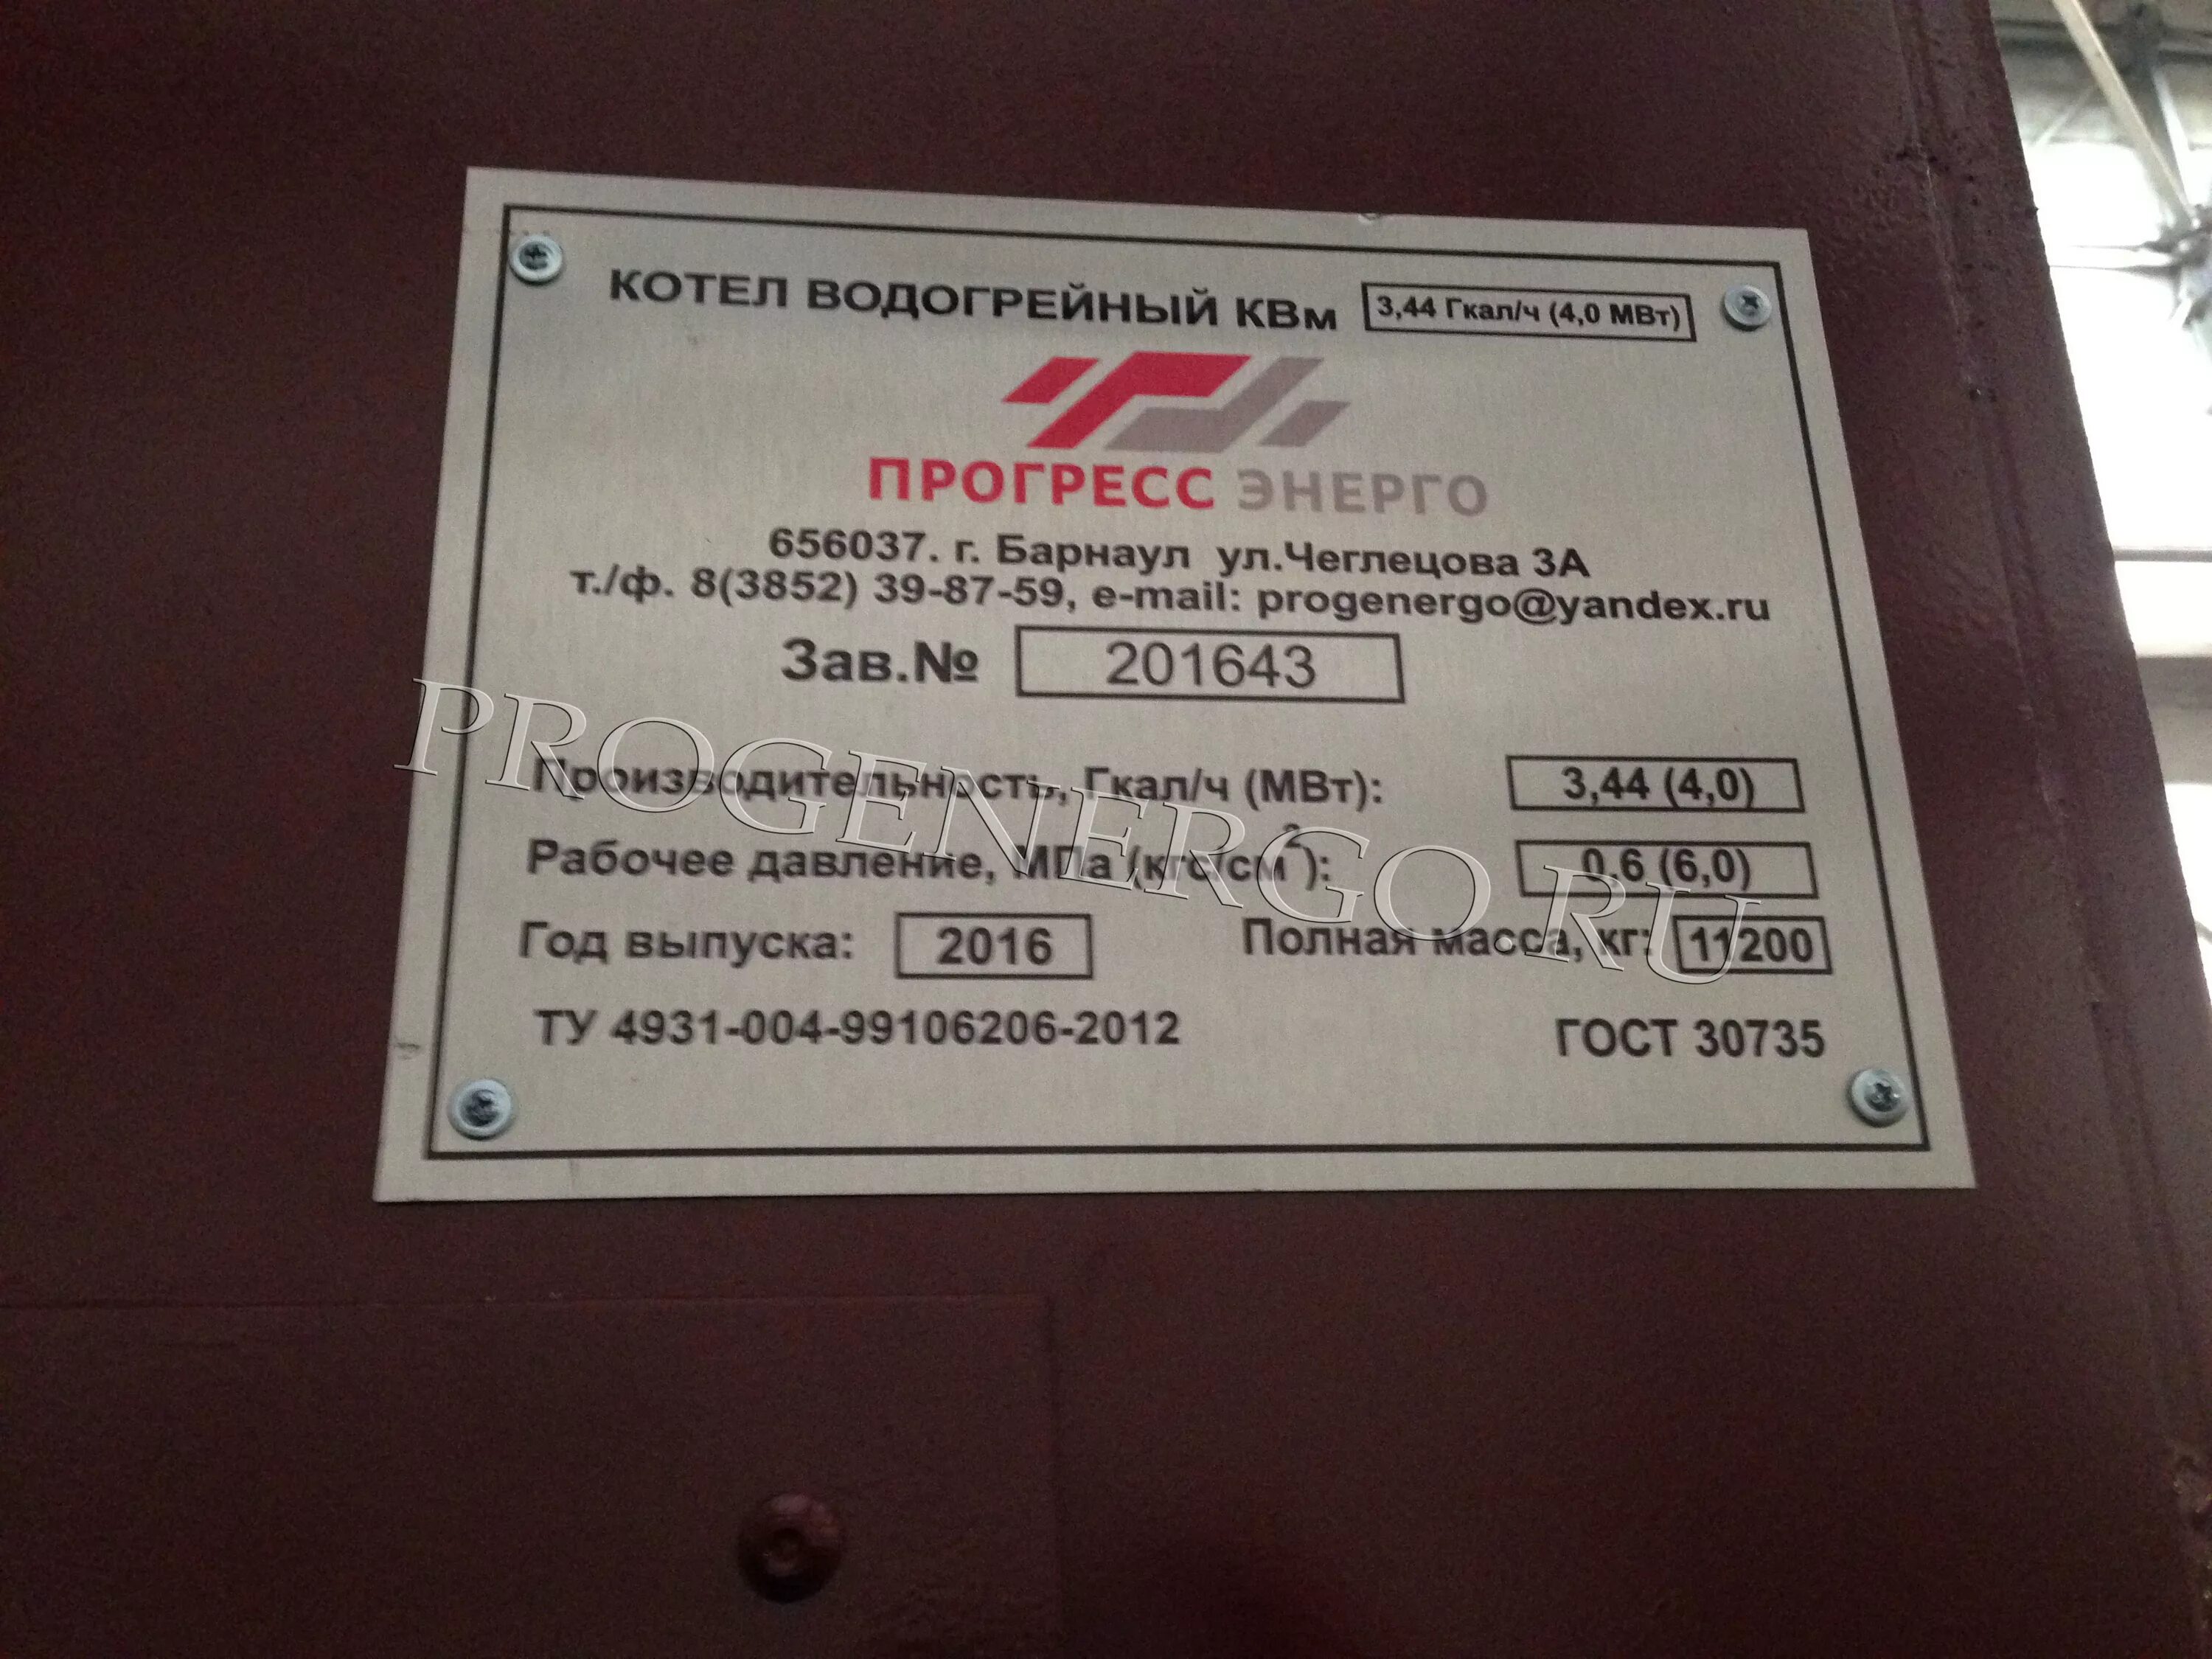 КОТЕЛ ВОДОГРЕЙНЫЙ КВм 3,44 Гкал/ч (4,0 МВт)
ПРОГРЕСС ЭНЕРГО
656037. г. Барнаул ул.Чеглецова 3А
т./ф. 8(3852) 39-87-59, e-mail: progenergo@yandex.ru
Зав.№ 201643
PROGENERGO RU
Производительность, Гкал/ч (МВт): 3,44 (4,0)
Рабочее давление, МПа (кгс/см²): 0,6 (6,0)
Год выпуска: 2016 Полная масса, кг: 11200
ТУ 4931-004-99106206-2012 ГОСТ 30735